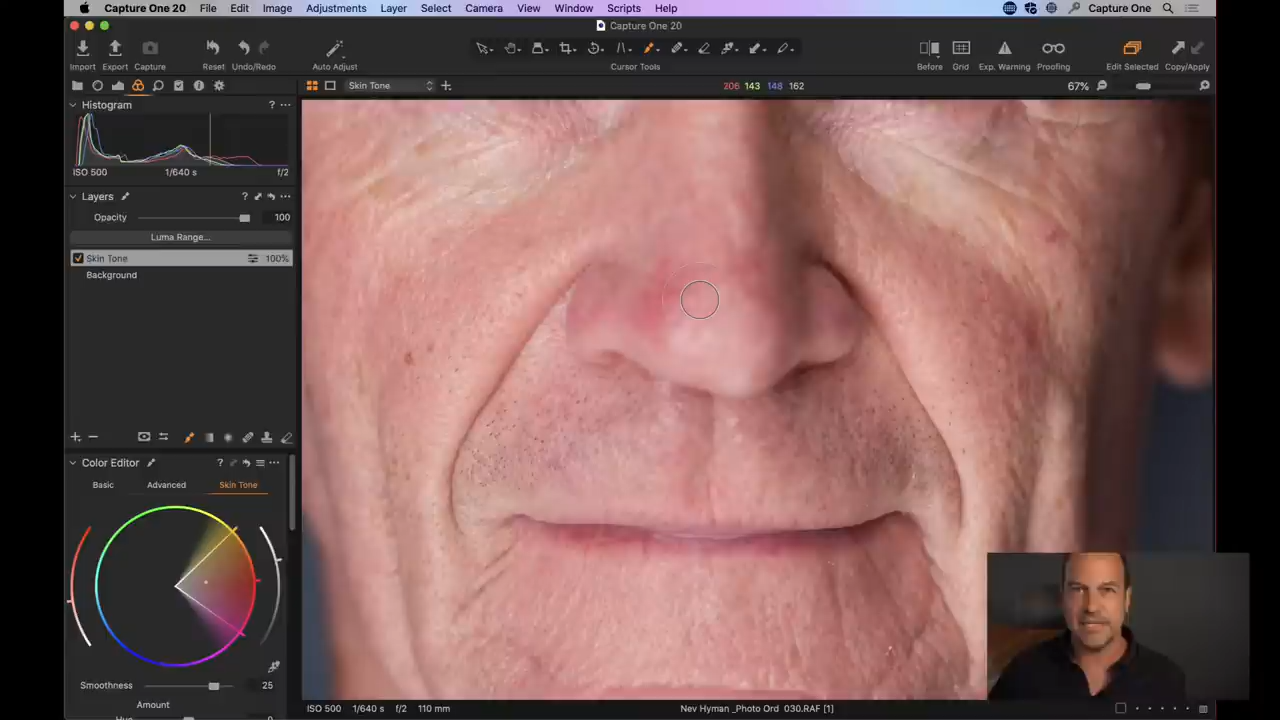 Capture One 20 File Edit Image Adjustments Layer Select Camera View Window Scripts Help Capture One
Capture One 20
Import Export Capture Reset Undo/Redo Auto Adjust Cursor Tools Before Grid Exp. Warning Proofing Edit Selected Copy/Apply
Skin Tone 206 143 148 162 67%
Histogram ?
ISO 500 1/640 s f/2
Layers ?
Opacity 100
Luma Range...
Skin Tone 100%
Background
Color Editor ?
Basic Advanced Skin Tone
Smoothness 25
Amount
Hue 0
ISO 500 1/640 s f/2 110 mm Nev Hyman _Photo Ord 030.RAF [1]